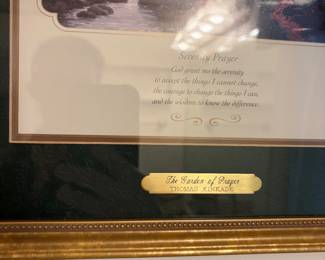 Serenity Prayer
God grant me the serenity
to accept the things I cannot change,
the courage to change the things I can,
and the wisdom to know the difference.
The Garden of Prayer
THOMAS KINKADE